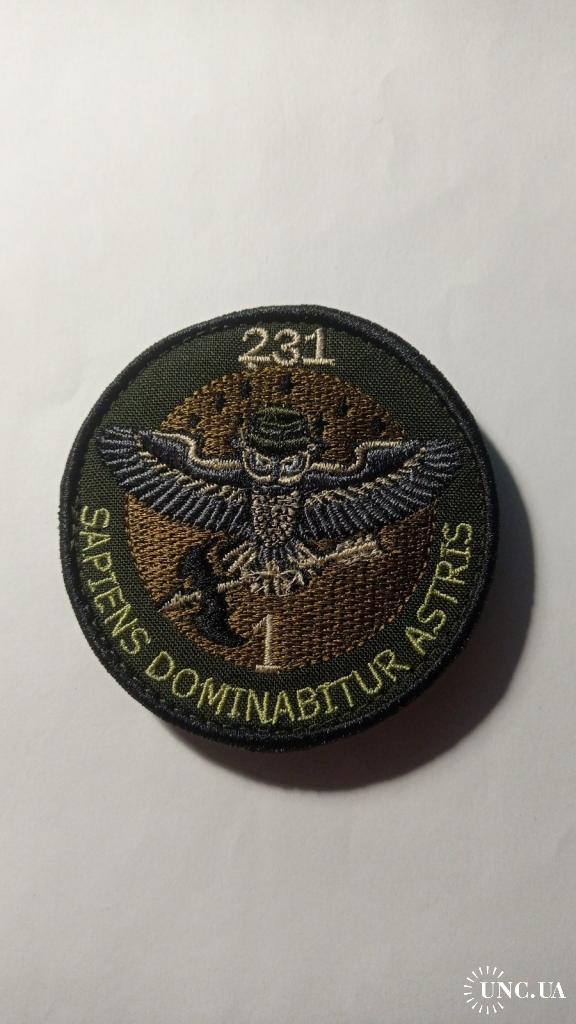 231
1
SAPIENS DOMINABITUR ASTRIS
UNC.UA